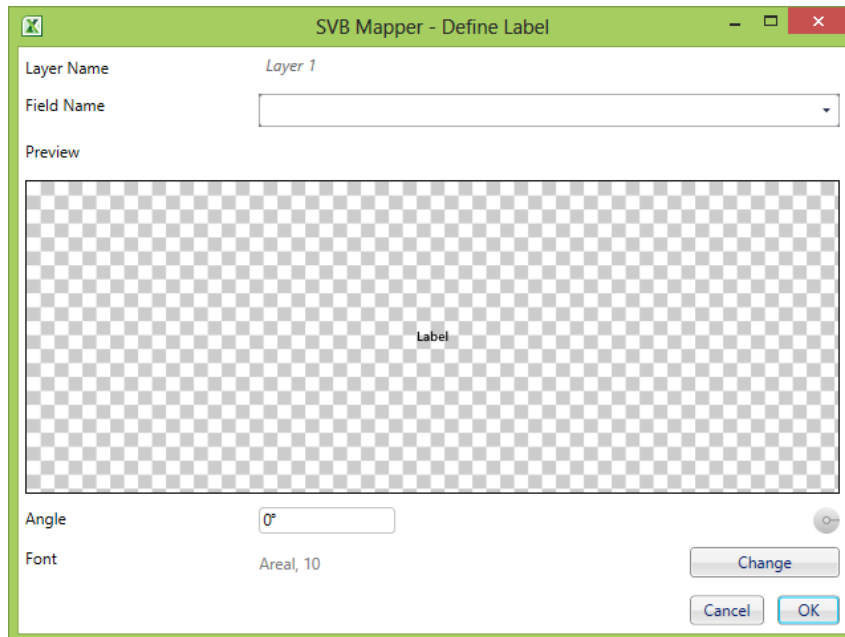 SVB Mapper - Define Label
Layer Name Layer 1
Field Name
Preview
Label
Angle 0°
Font Areal, 10 Change
Cancel OK